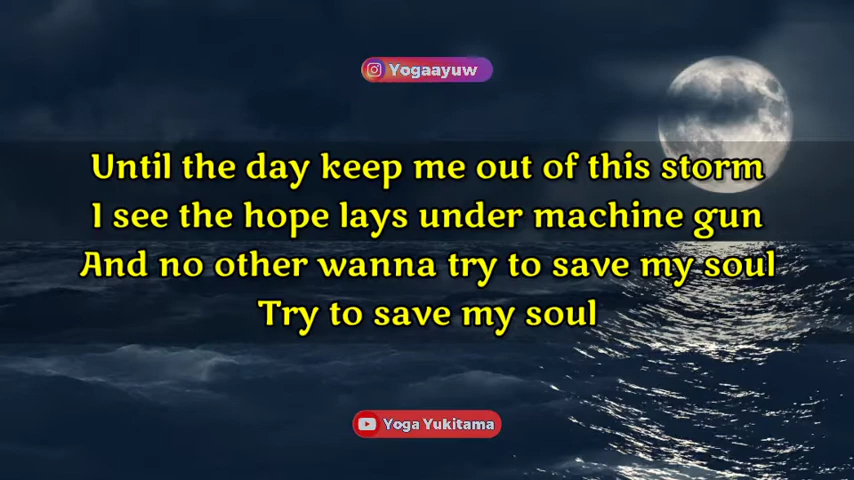 Yogaayuw
Until the day keep me out of this storm
I see the hope lays under machine gun
And no other wanna try to save my soul
Try to save my soul
Yoga Yukitama